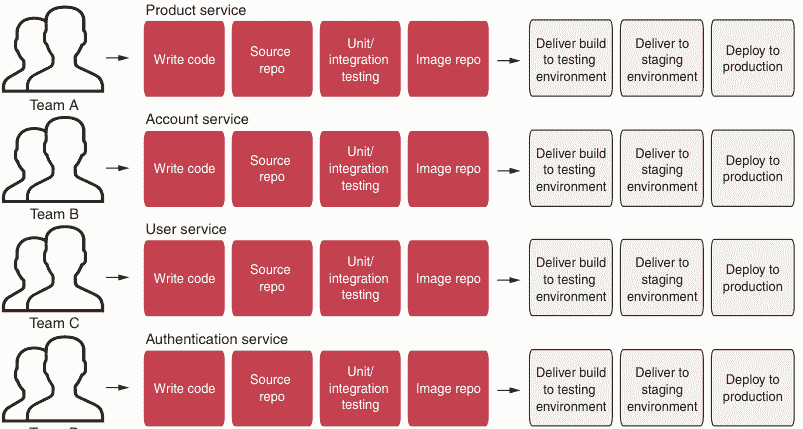 Product service
Write code
Source
repo
Unit/
integration
testing
Image repo
Deliver build
to testing
environment
Deliver to
staging
environment
Deploy to
production
Team A
Account service
Write code
Source
repo
Unit/
integration
testing
Image repo
Deliver build
to testing
environment
Deliver to
staging
environment
Deploy to
production
Team B
User service
Write code
Source
repo
Unit/
integration
testing
Image repo
Deliver build
to testing
environment
Deliver to
staging
environment
Deploy to
production
Team C
Authentication service
Write code
Source
repo
Unit/
integration
testing
Image repo
Deliver build
to testing
environment
Deliver to
staging
environment
Deploy to
production